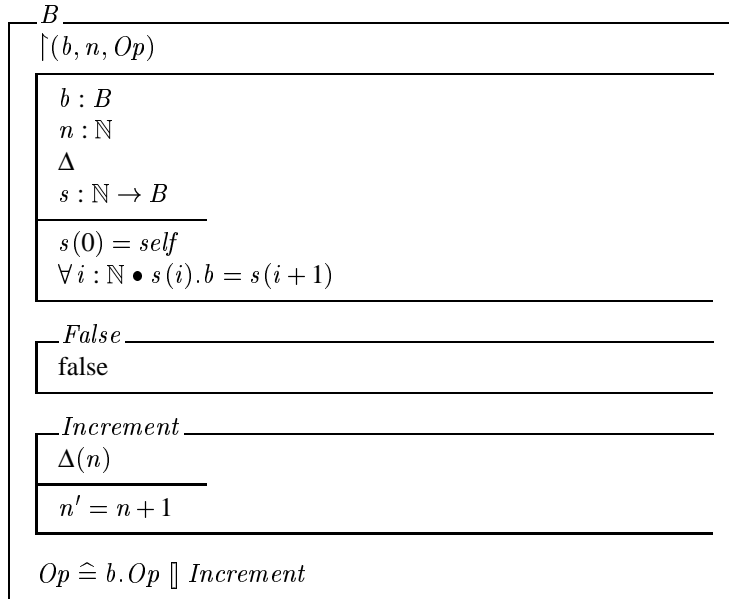 B
↾(b, n, Op)
b : B
n : ℕ
Δ
s : ℕ → B
s(0) = self
∀ i : ℕ • s(i).b = s(i + 1)
False
false
Increment
Δ(n)
n′ = n + 1
Op ≙ b.Op ▯ Increment